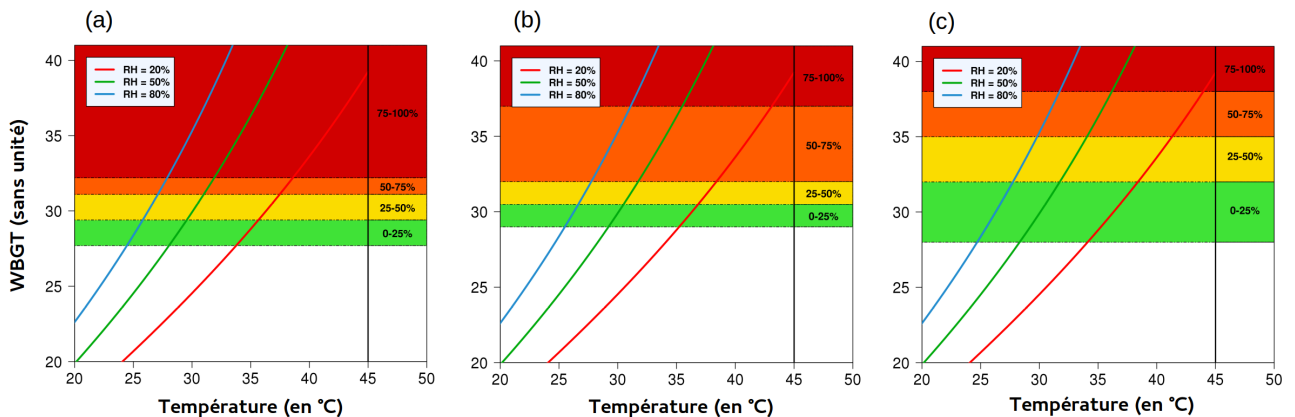 (a)
WBGT (sans unité)
40
35
30
25
20
RH = 20%
RH = 50%
RH = 80%
75-100%
50-75%
25-50%
0-25%
20 25 30 35 40 45 50
Température (en °C)
(b)
40
35
30
25
20
RH = 20%
RH = 50%
RH = 80%
75-100%
50-75%
25-50%
0-25%
20 25 30 35 40 45 50
Température (en °C)
(c)
40
35
30
25
20
RH = 20%
RH = 50%
RH = 80%
75-100%
50-75%
25-50%
0-25%
20 25 30 35 40 45 50
Température (en °C)